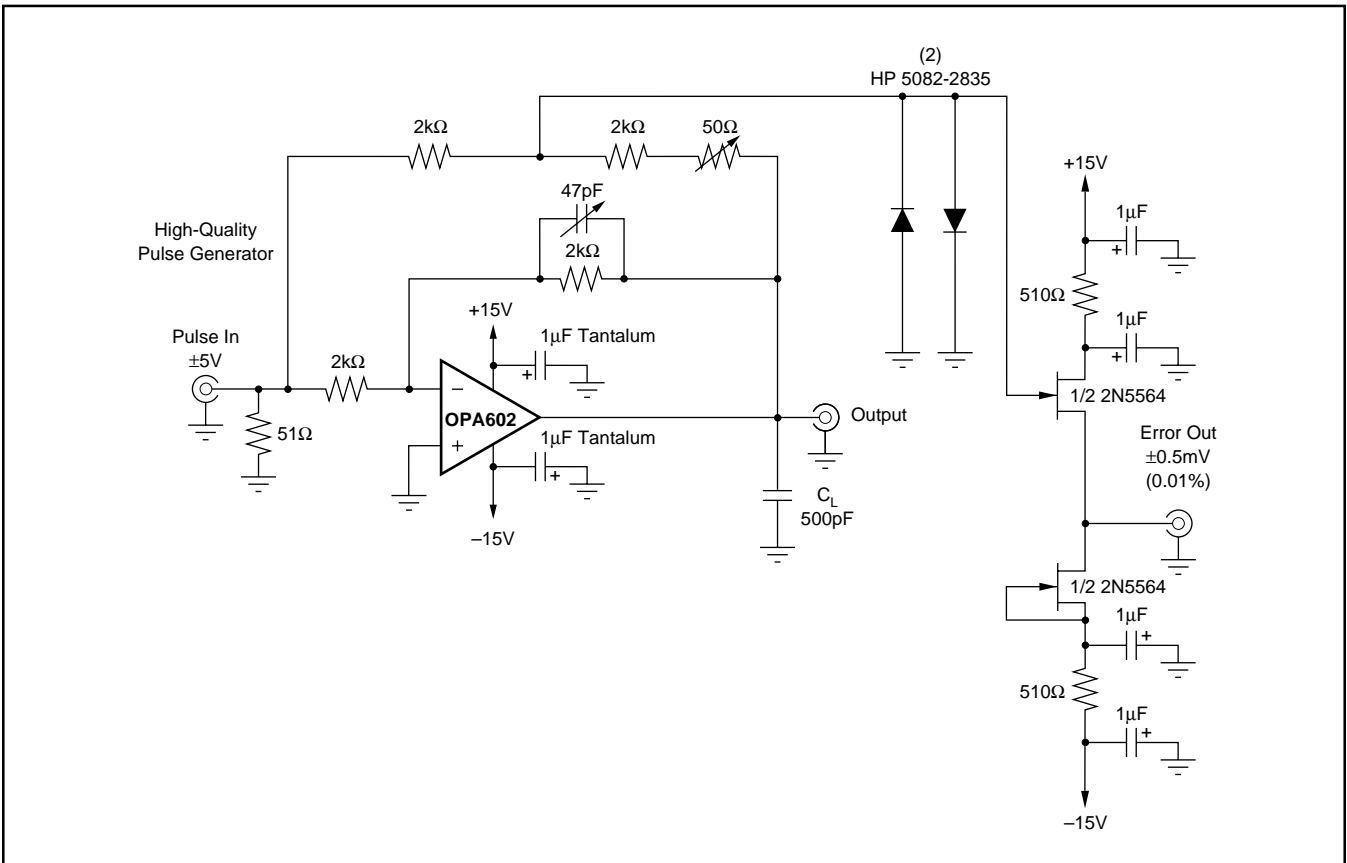 (2)
HP 5082-2835
2kΩ
2kΩ
50Ω
+15V
47pF
1µF
+
High-Quality
Pulse Generator
2kΩ
510Ω
+15V
1µF
+
Pulse In
±5V
1µF Tantalum
+
2kΩ
1/2 2N5564
–
OPA602
Output
+
51Ω
1µF Tantalum
+
Error Out
±0.5mV
(0.01%)
CL
500pF
–15V
1/2 2N5564
1µF
+
510Ω
1µF
+
–15V